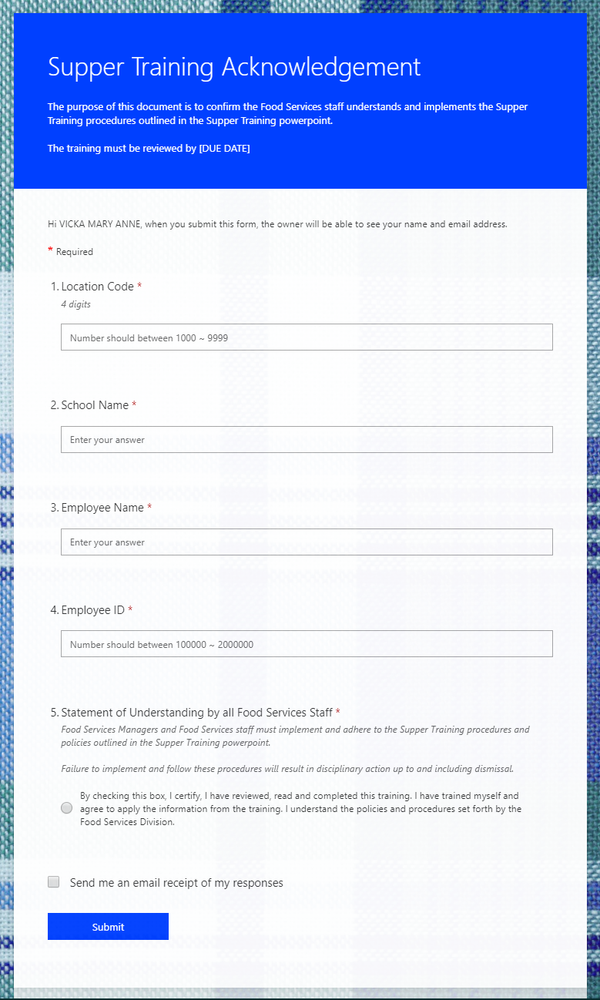 Supper Training Acknowledgement
The purpose of this document is to confirm the Food Services staff understands and implements the Supper
Training procedures outlined in the Supper Training powerpoint.
The training must be reviewed by [DUE DATE]
Hi VICKA MARY ANNE, when you submit this form, the owner will be able to see your name and email address.
* Required
1. Location Code *
4 digits
Number should between 1000 ~ 9999
2. School Name *
Enter your answer
3. Employee Name *
Enter your answer
4. Employee ID *
Number should between 100000 ~ 2000000
5. Statement of Understanding by all Food Services Staff *
Food Services Managers and Food Services staff must implement and adhere to the Supper Training procedures and
policies outlined in the Supper Training powerpoint.
Failure to implement and follow these procedures will result in disciplinary action up to and including dismissal.
By checking this box, I certify, I have reviewed, read and completed this training. I have trained myself and
agree to apply the information from the training. I understand the policies and procedures set forth by the
Food Services Division.
Send me an email receipt of my responses
Submit